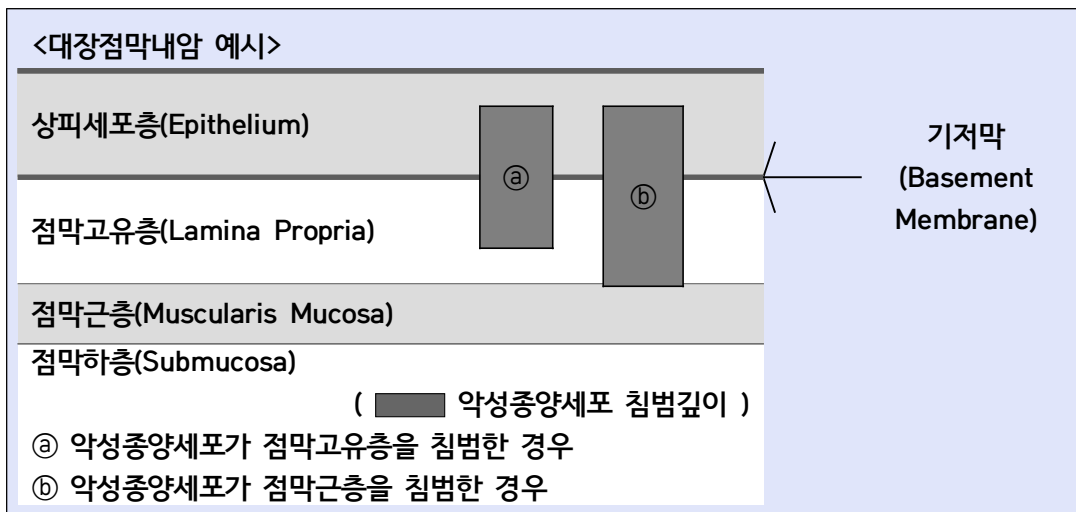 <대장점막내암 예시>
상피세포층(Epithelium)
ⓐ
ⓑ
기저막
(Basement
Membrane)
점막고유층(Lamina Propria)
점막근층(Muscularis Mucosa)
점막하층(Submucosa)
( 악성종양세포 침범깊이 )
ⓐ 악성종양세포가 점막고유층을 침범한 경우
ⓑ 악성종양세포가 점막근층을 침범한 경우